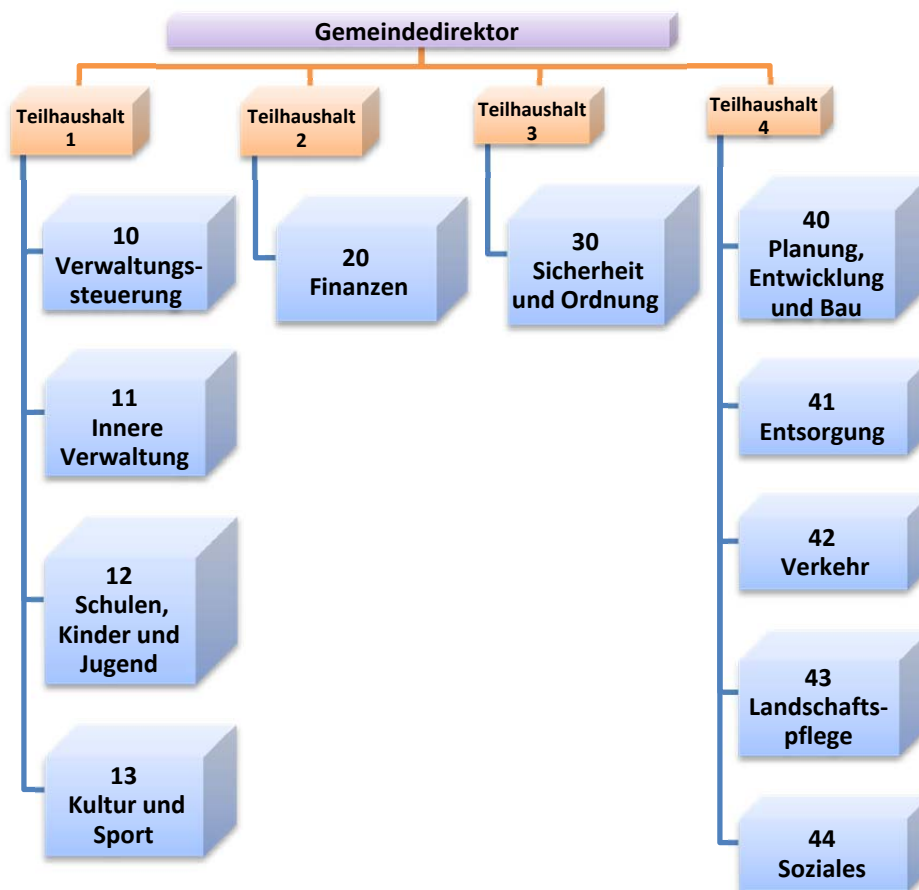 Gemeindedirektor
Teilhaushalt
1
Teilhaushalt
2
Teilhaushalt
3
Teilhaushalt
4
10
Verwaltungs-
steuerung
11
Innere
Verwaltung
12
Schulen,
Kinder und
Jugend
13
Kultur und
Sport
20
Finanzen
30
Sicherheit
und Ordnung
40
Planung,
Entwicklung
und Bau
41
Entsorgung
42
Verkehr
43
Landschafts-
pflege
44
Soziales